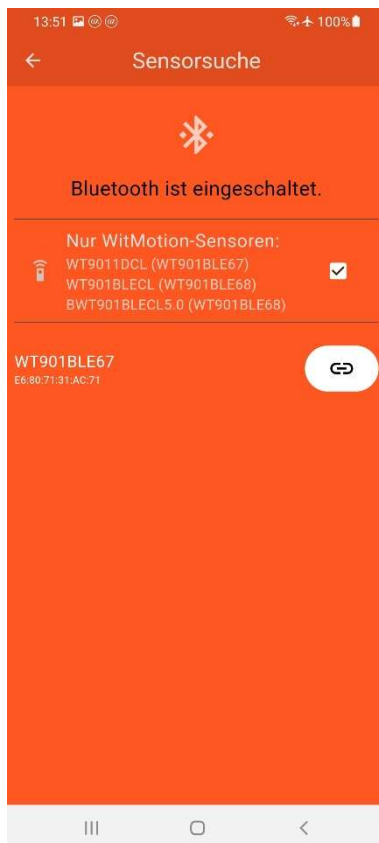 13:51 100%
Sensorsuche
Bluetooth ist eingeschaltet.
Nur WitMotion-Sensoren:
WT9011DCL (WT901BLE67)
WT901BLECL (WT901BLE68)
BWT901BLECL5.0 (WT901BLE68)
WT901BLE67
E6:80:71:31:AC:71